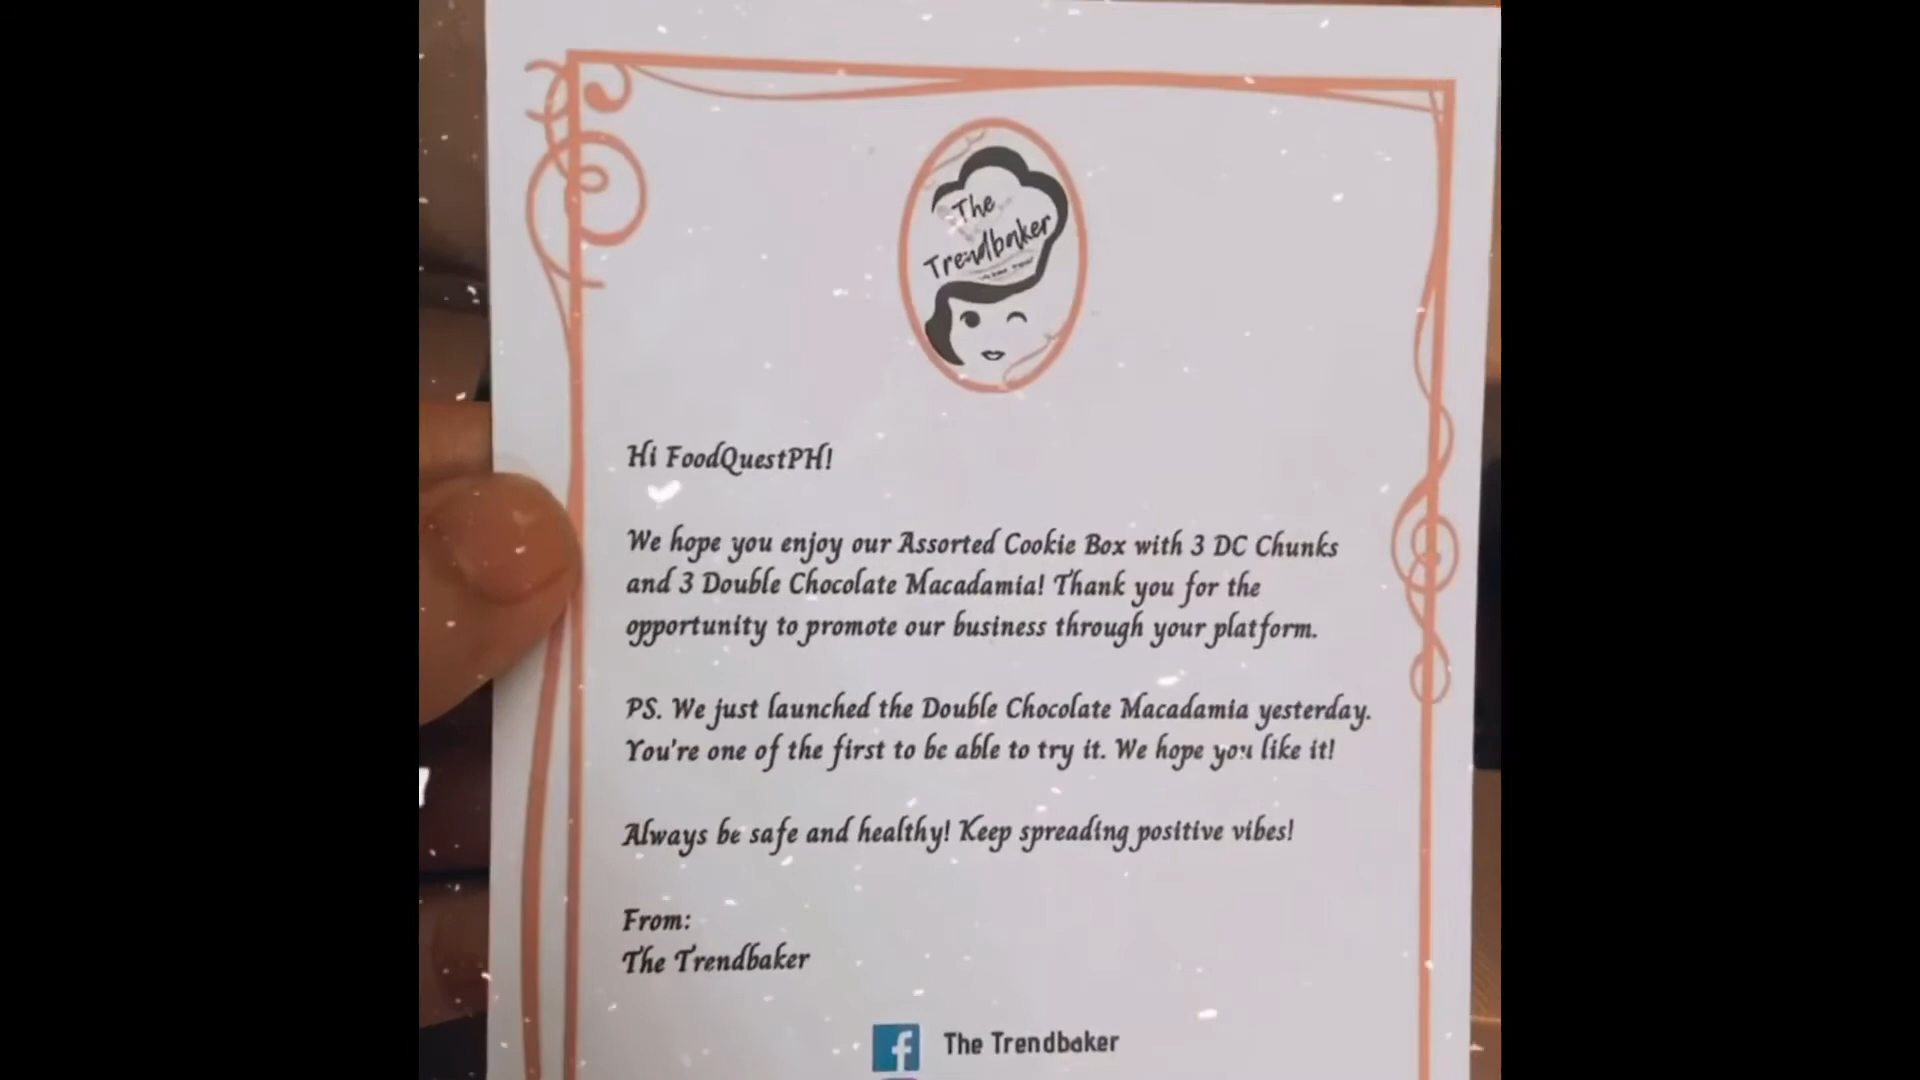 The
Trendbaker
Hi FoodQuestPH!
We hope you enjoy our Assorted Cookie Box with 3 DC Chunks
and 3 Double Chocolate Macadamia! Thank you for the
opportunity to promote our business through your platform.
PS. We just launched the Double Chocolate Macadamia yesterday.
You're one of the first to be able to try it. We hope you like it!
Always be safe and healthy! Keep spreading positive vibes!
From:
The Trendbaker
f The Trendbaker